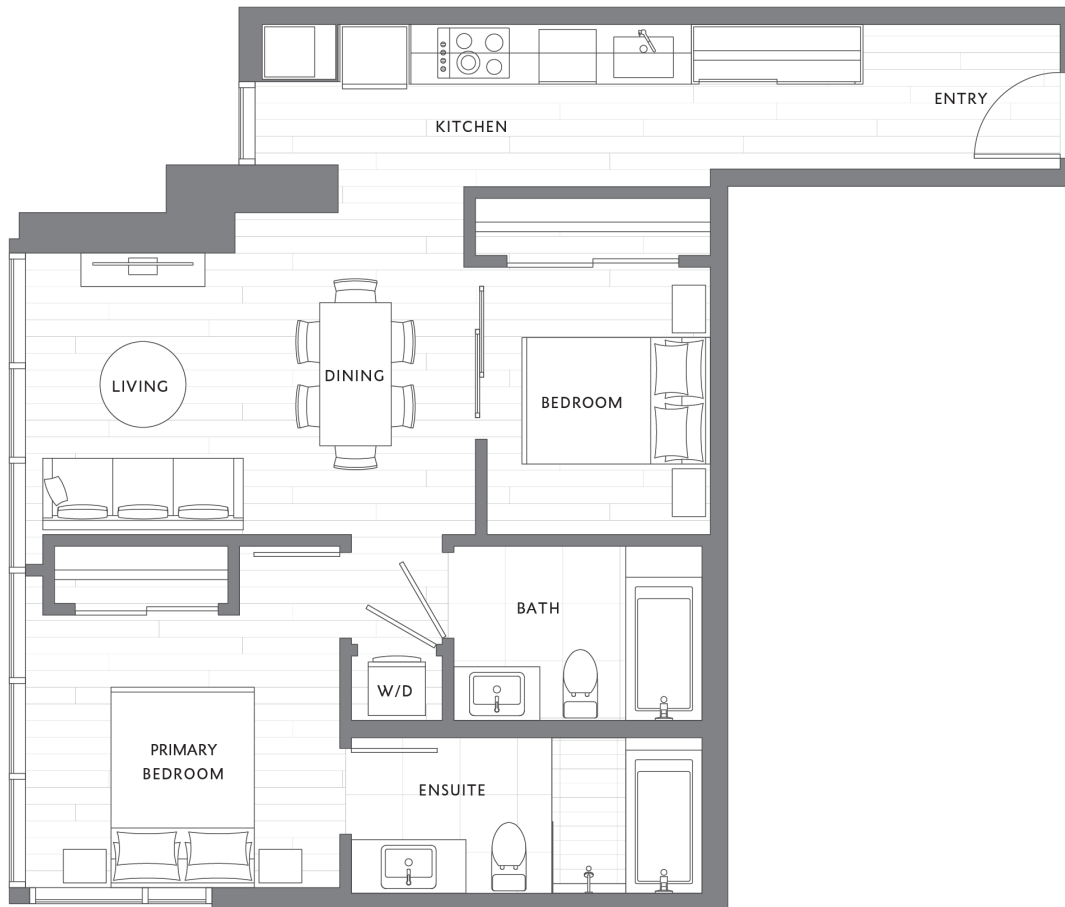 ENTRY
KITCHEN
DINING
LIVING
BEDROOM
BATH
W/D
PRIMARY
BEDROOM
ENSUITE